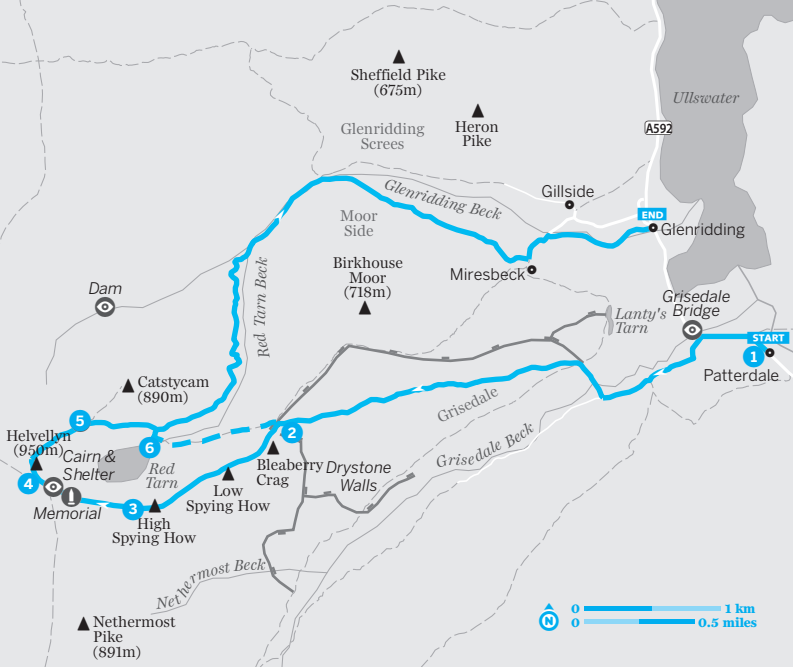 Sheffield Pike
(675m)
Ullswater
Glenridding
Screes
Heron
Pike
A592
Glenridding Beck
Gillside
END
Glenridding
Moor
Side
Birkhouse
Moor
(718m)
Miresbeck
Red Tarn Beck
Dam
Grisedale
Bridge
Lanty's
Tarn
START
1
Patterdale
Catstycam
(890m)
Grisedale
5
6
2
Helvellyn
(950m)
Cairn &
Shelter
Red
Tarn
Bleaberry
Crag
Drystone
Walls
Grisedale Beck
4
Low
Spying How
Memorial
3
High
Spying How
Nethermost Beck
Nethermost
Pike
(891m)
N
0
1 km
0
0.5 miles